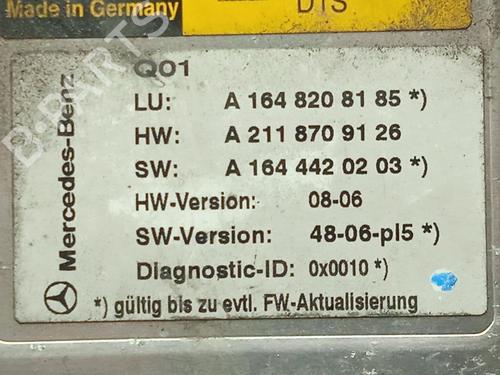 Made in Germany
DTS
Q01
LU: A 164 820 81 85 *)
HW: A 211 870 91 26
SW: A 164 442 02 03 *)
HW-Version: 08-06
SW-Version: 48-06-pl5 *)
Diagnostic-ID: 0x0010 *)
*) gültig bis zu evtl. FW-Aktualisierung
Mercedes-Benz
B-PARTS